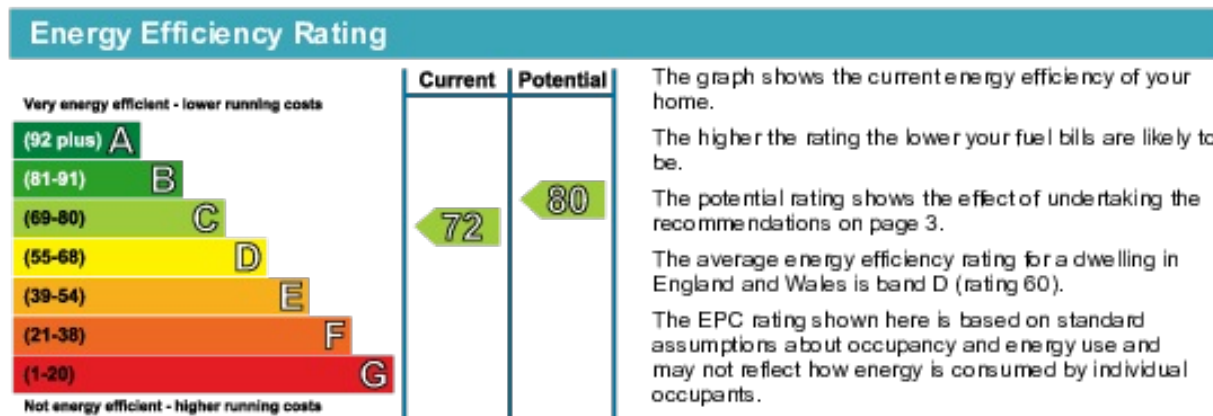 Energy Efficiency Rating
Current Potential
Very energy efficient - lower running costs
(92 plus) A
(81-91) B
(69-80) C
(55-68) D
(39-54) E
(21-38) F
(1-20) G
Not energy efficient - higher running costs
72
80
The graph shows the current energy efficiency of your
home.
The higher the rating the lower your fuel bills are likely to
be.
The potential rating shows the effect of undertaking the
recommendations on page 3.
The average energy efficiency rating for a dwelling in
England and Wales is band D (rating 60).
The EPC rating shown here is based on standard
assumptions about occupancy and energy use and
may not reflect how energy is consumed by individual
occupants.